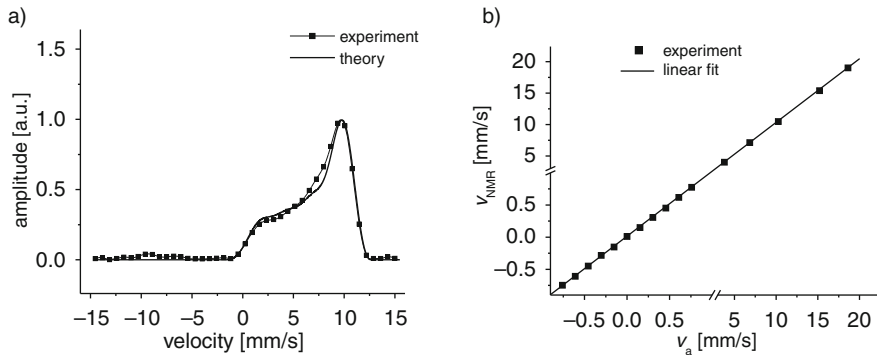 a)
experiment
theory
1.5
1.0
0.5
0.0
amplitude [a.u.]
−15 −10 −5 0 5 10 15
velocity [mm/s]
b)
experiment
linear fit
20
15
10
5
0.5
0.0
−0.5
vNMR [mm/s]
−0.5 0.0 0.5 5 10 15 20
va [mm/s]